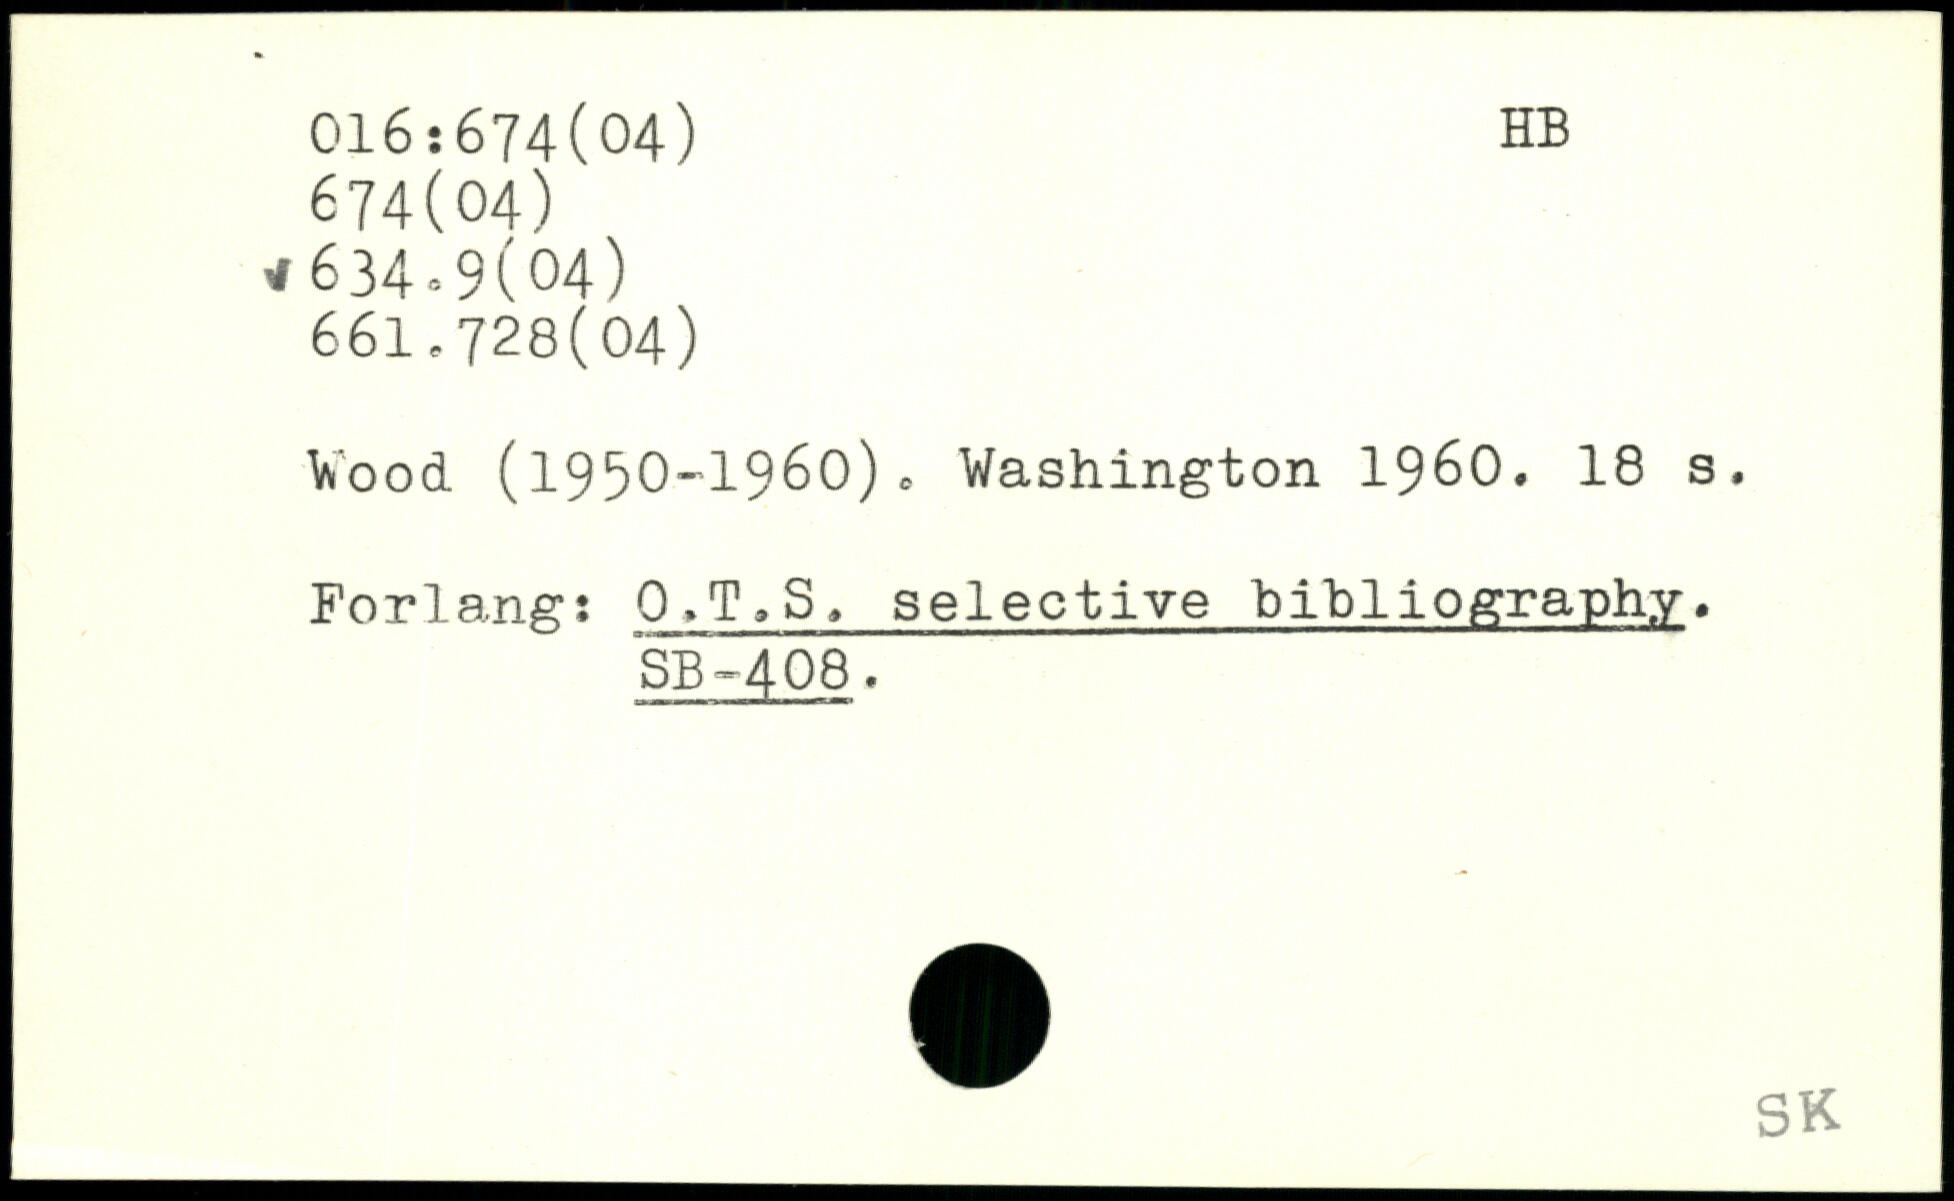 016:674(04) HB
674(04)
✓ 634.9(04)
661.728(04)
Wood (1950-1960). Washington 1960. 18 s.
Forlang: O.T.S. selective bibliography.
SB-408.
SK